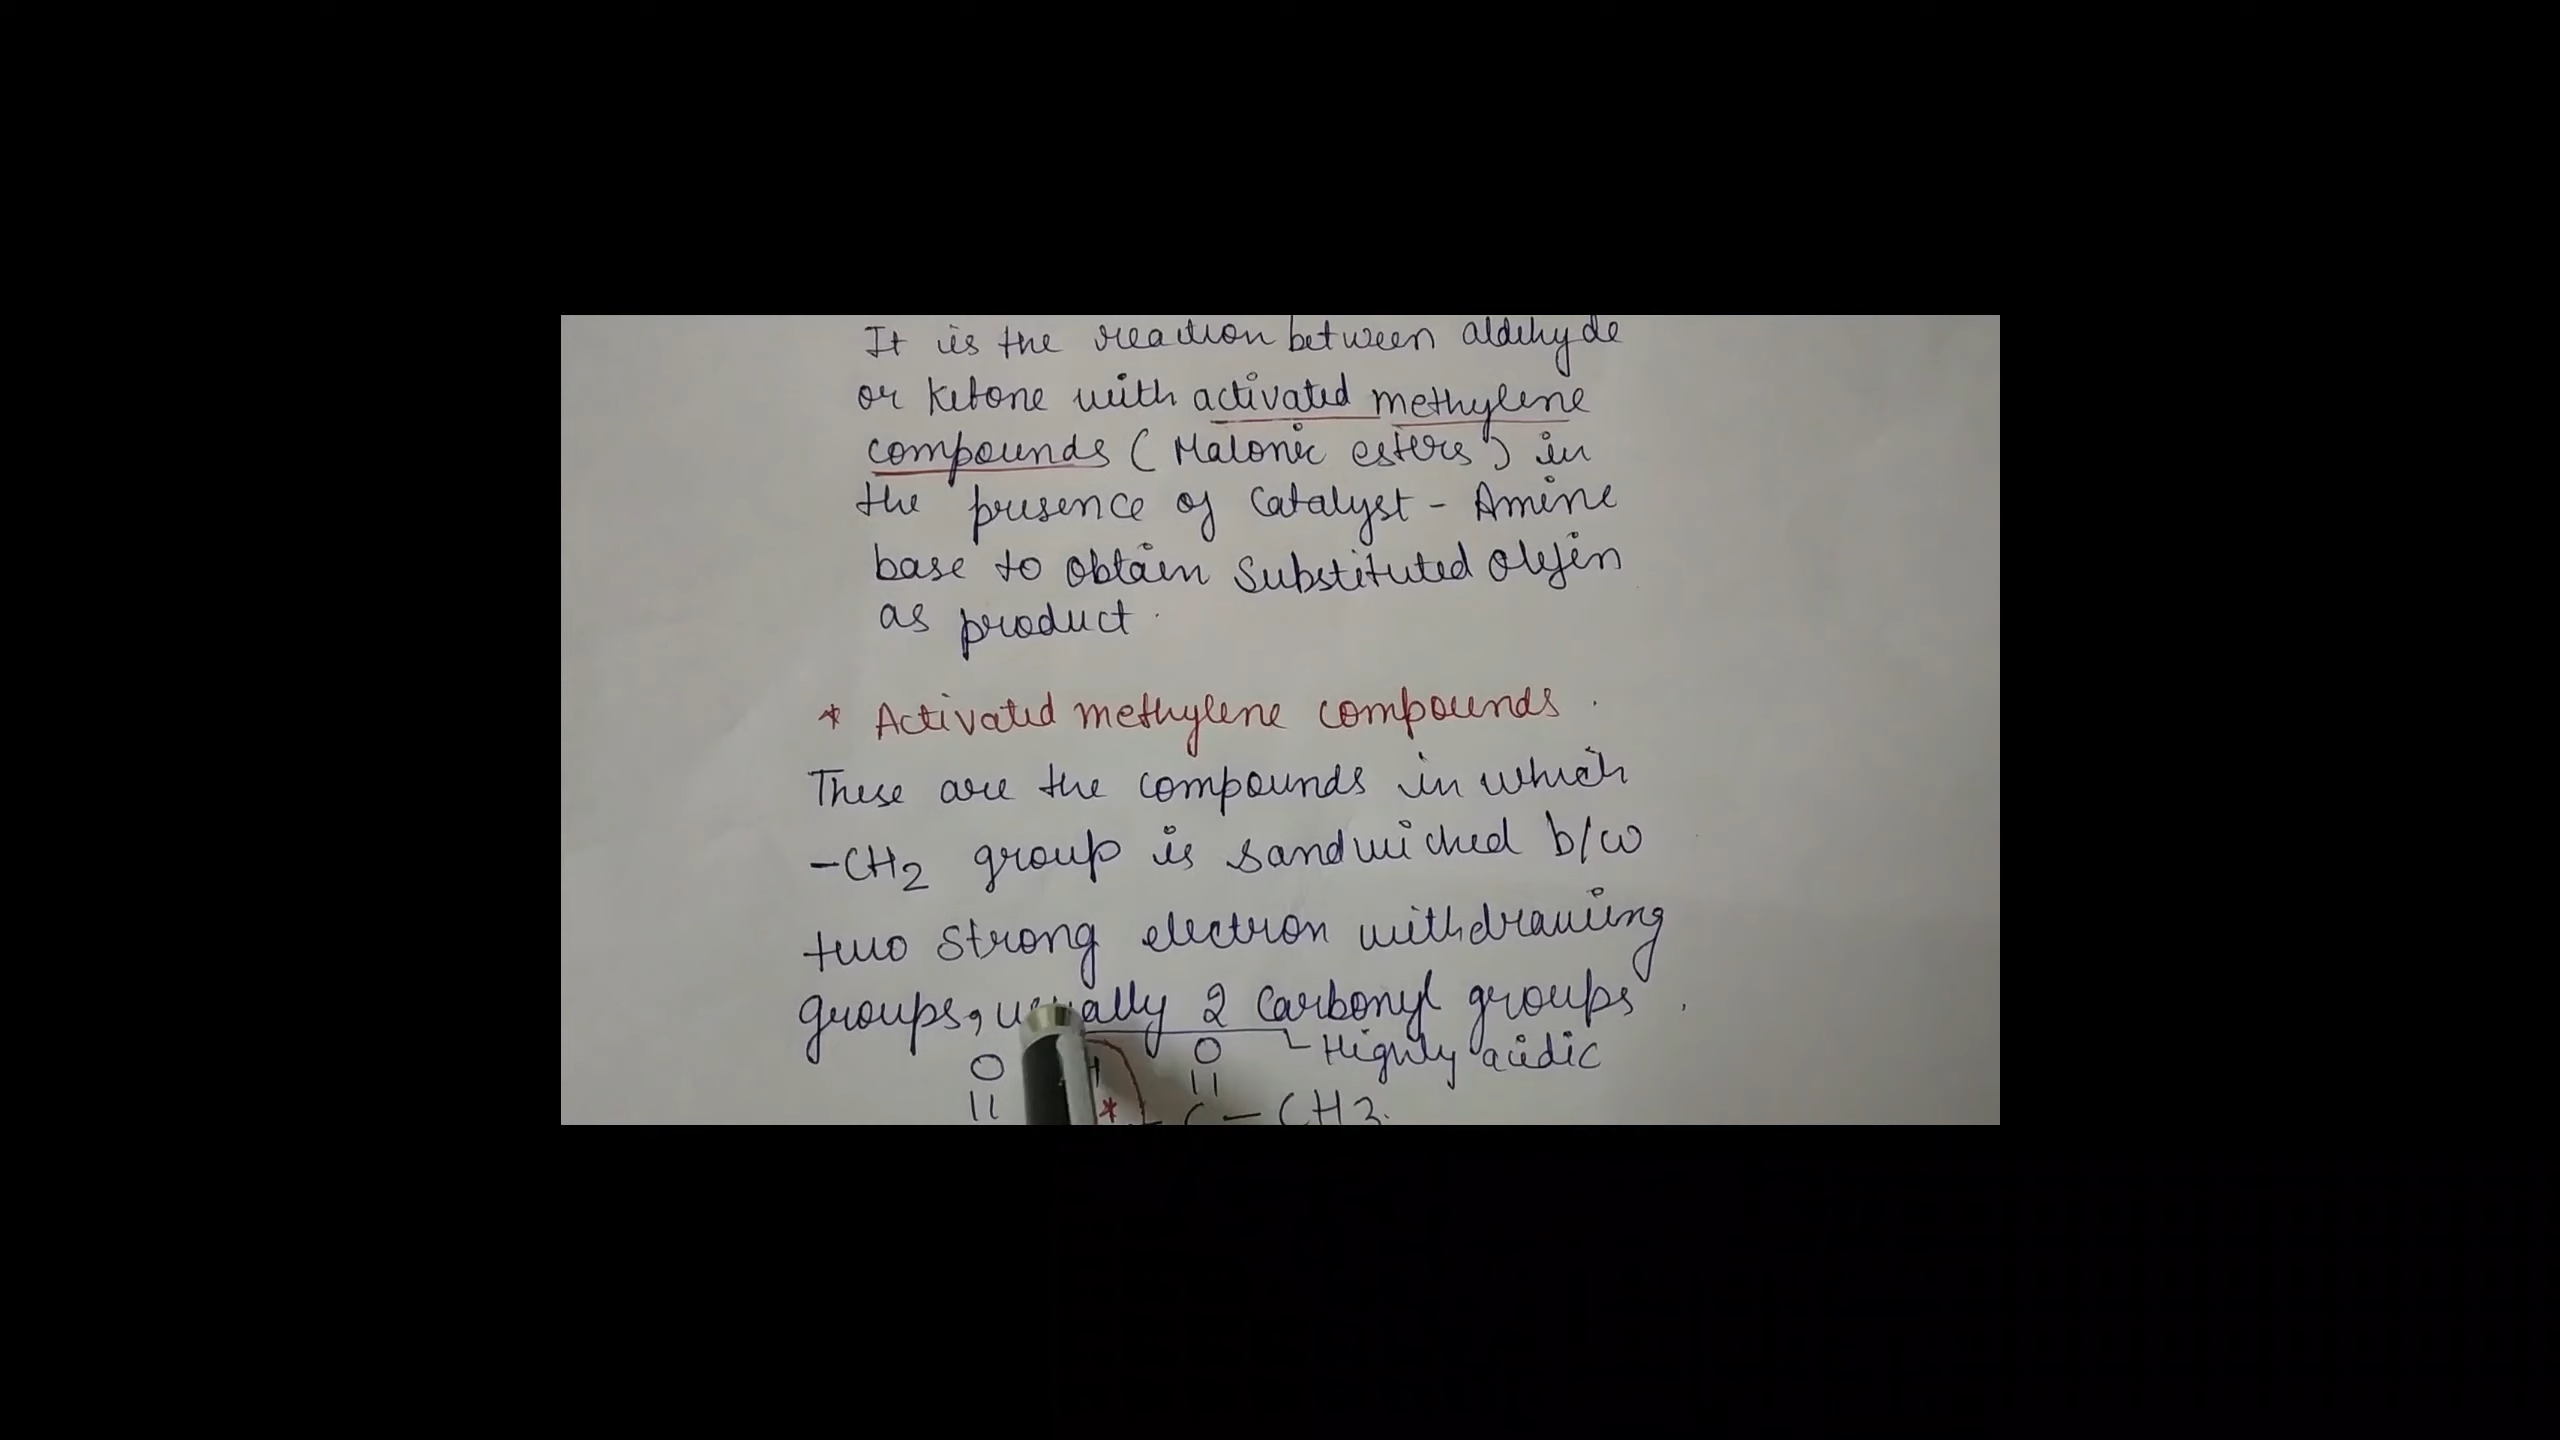 It is the reaction between aldehyde
or ketone with activated methylene
compounds (Malonic esters) in
the presence of Catalyst - Amine
base to obtain Substituted Olefin
as product.
* Activated methylene compounds.
These are the compounds in which
-CH2 group is sandwiched b/w
two strong electron withdrawing
groups, usually 2 Carbonyl groups.
O H O Highly acidic
|| * || 
C - CH3.